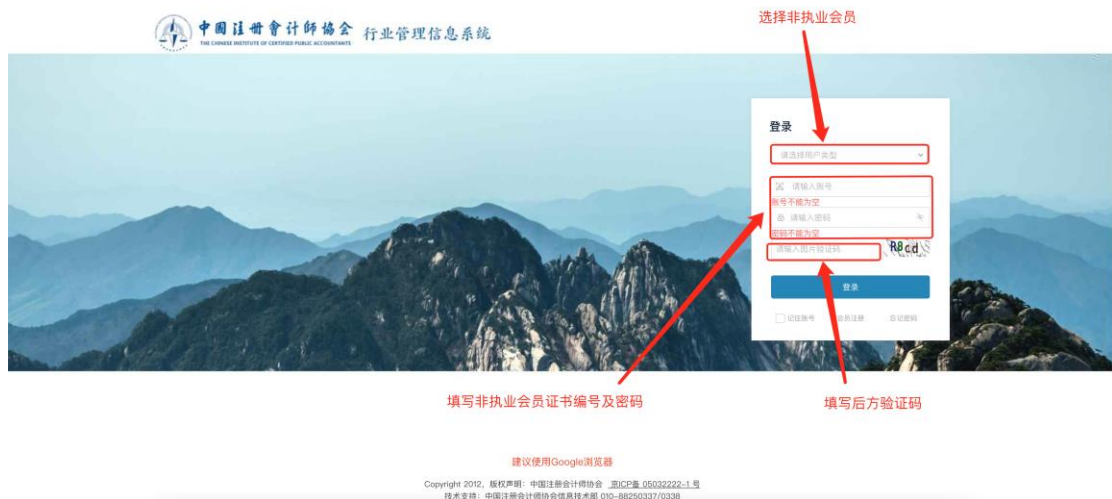 中国注册会计师协会
THE CHINESE INSTITUTE OF CERTIFIED PUBLIC ACCOUNTANTS
行业管理信息系统
选择非执业会员
登录
请选择用户类型
请输入账号
账号不能为空
请输入密码
密码不能为空
请输入图片验证码
R8cd
登录
记住账号 会员注册 忘记密码
填写非执业会员证书编号及密码
填写后方验证码
建议使用Google浏览器
Copyright 2012，版权声明：中国注册会计师协会 京ICP备 05032222-1 号
技术支持：中国注册会计师协会信息技术部 010-88250337/0338